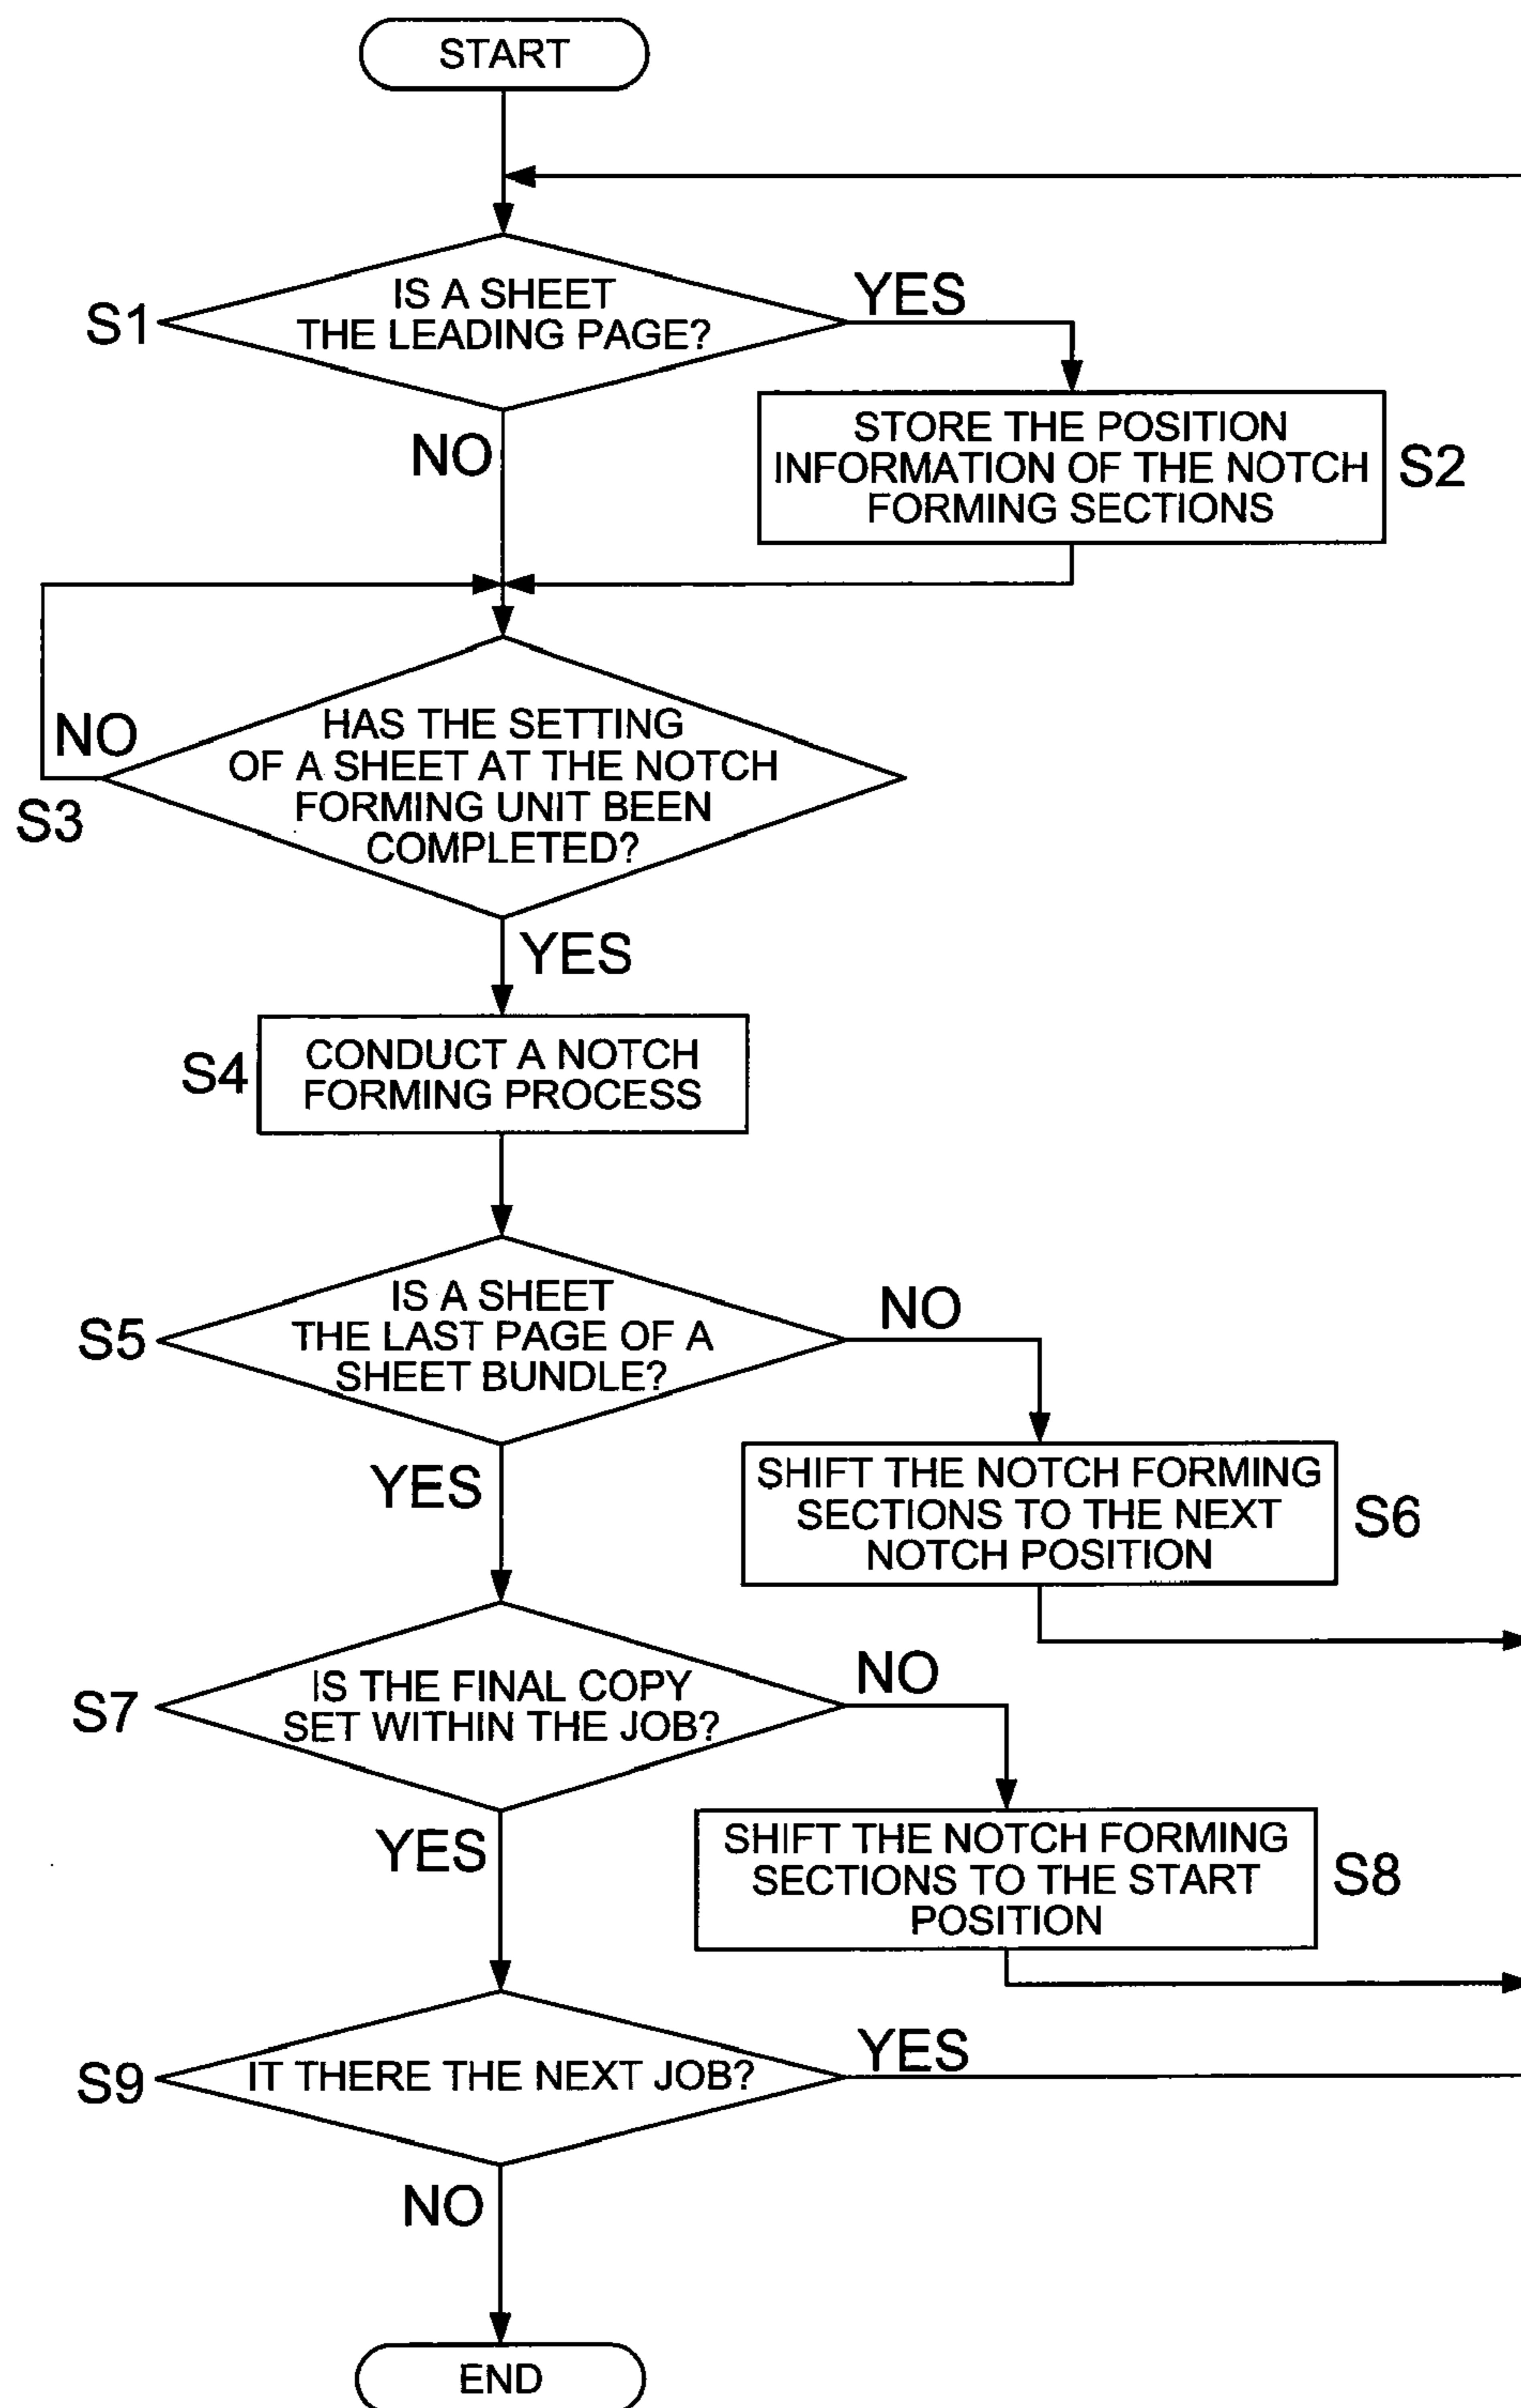 START
S1
IS A SHEET
THE LEADING PAGE?
YES
NO
STORE THE POSITION
INFORMATION OF THE NOTCH
FORMING SECTIONS
S2
NO
S3
HAS THE SETTING
OF A SHEET AT THE NOTCH
FORMING UNIT BEEN
COMPLETED?
YES
S4
CONDUCT A NOTCH
FORMING PROCESS
S5
IS A SHEET
THE LAST PAGE OF A
SHEET BUNDLE?
NO
YES
SHIFT THE NOTCH FORMING
SECTIONS TO THE NEXT
NOTCH POSITION
S6
S7
IS THE FINAL COPY
SET WITHIN THE JOB?
NO
YES
SHIFT THE NOTCH FORMING
SECTIONS TO THE START
POSITION
S8
S9
IT THERE THE NEXT JOB?
YES
NO
END